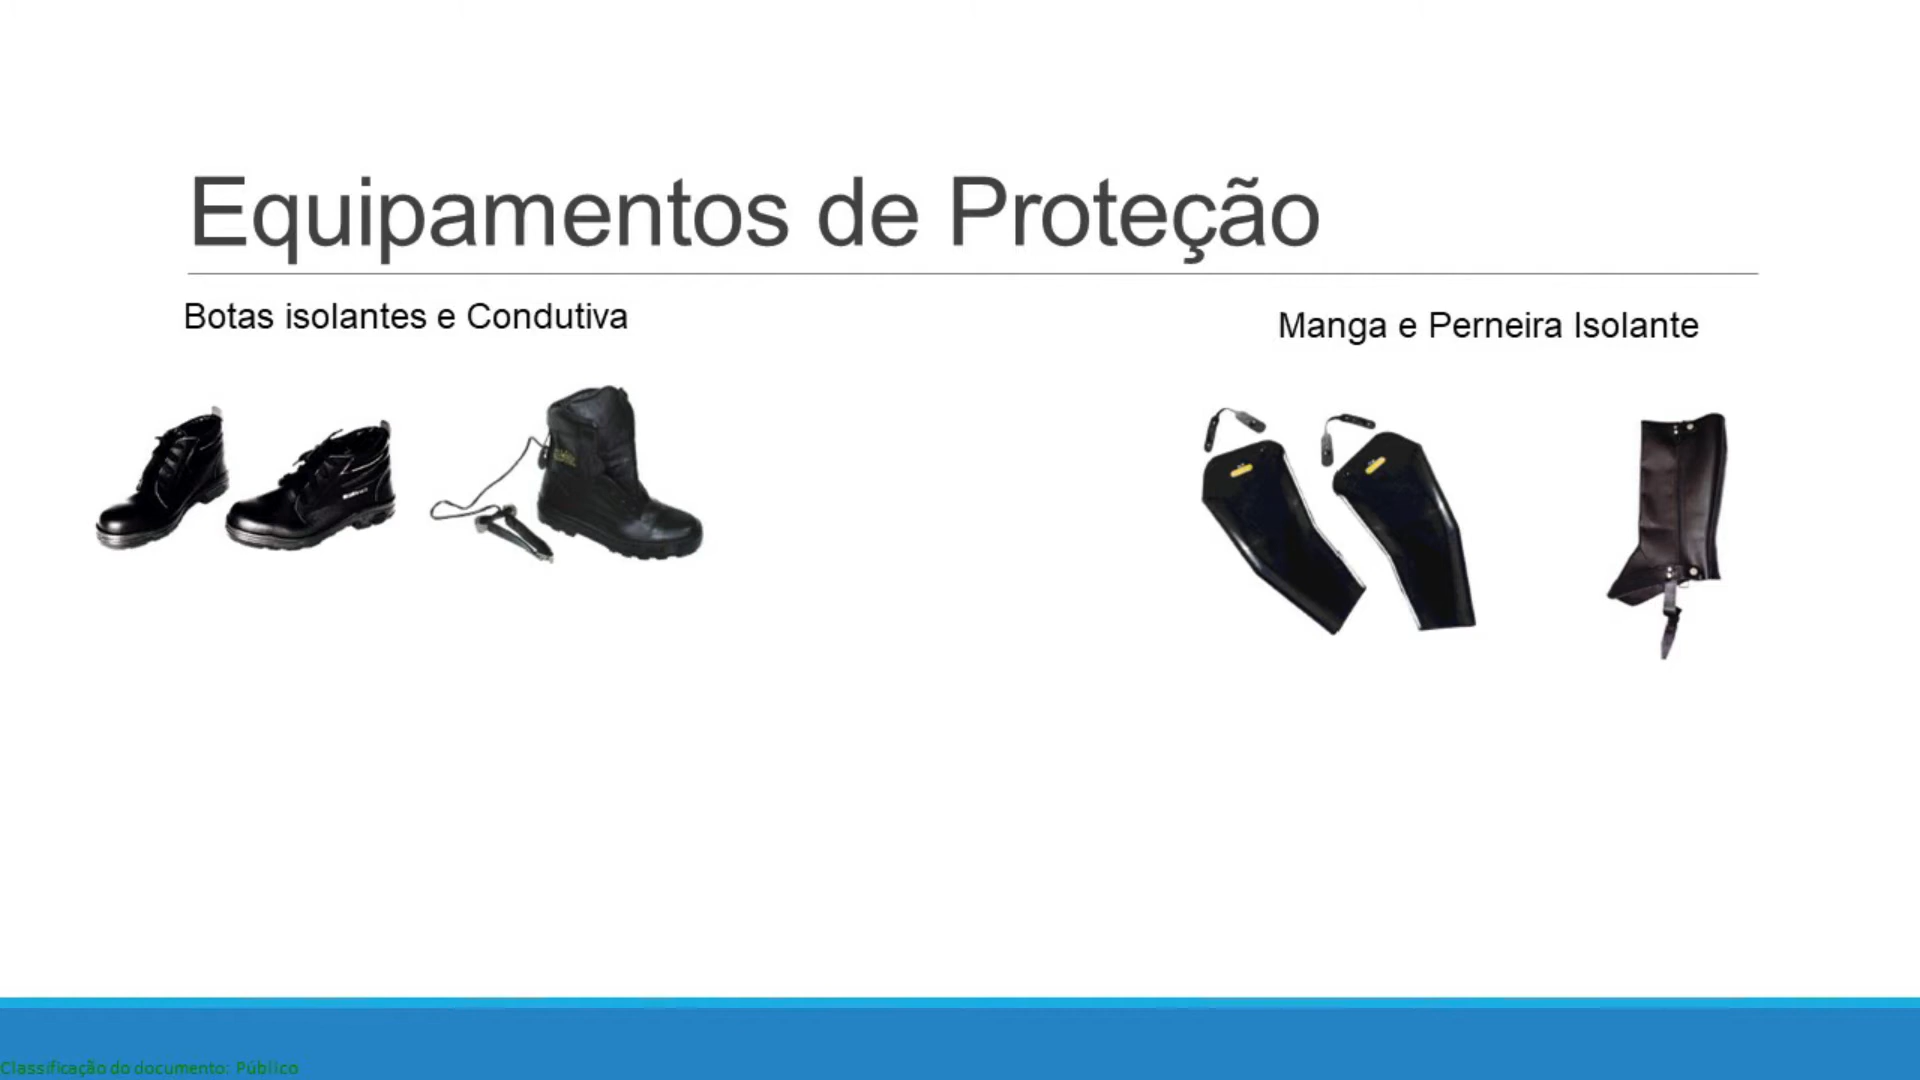 Equipamentos de Proteção
Botas isolantes e Condutiva
Manga e Perneira Isolante
Classificação do documento: Público